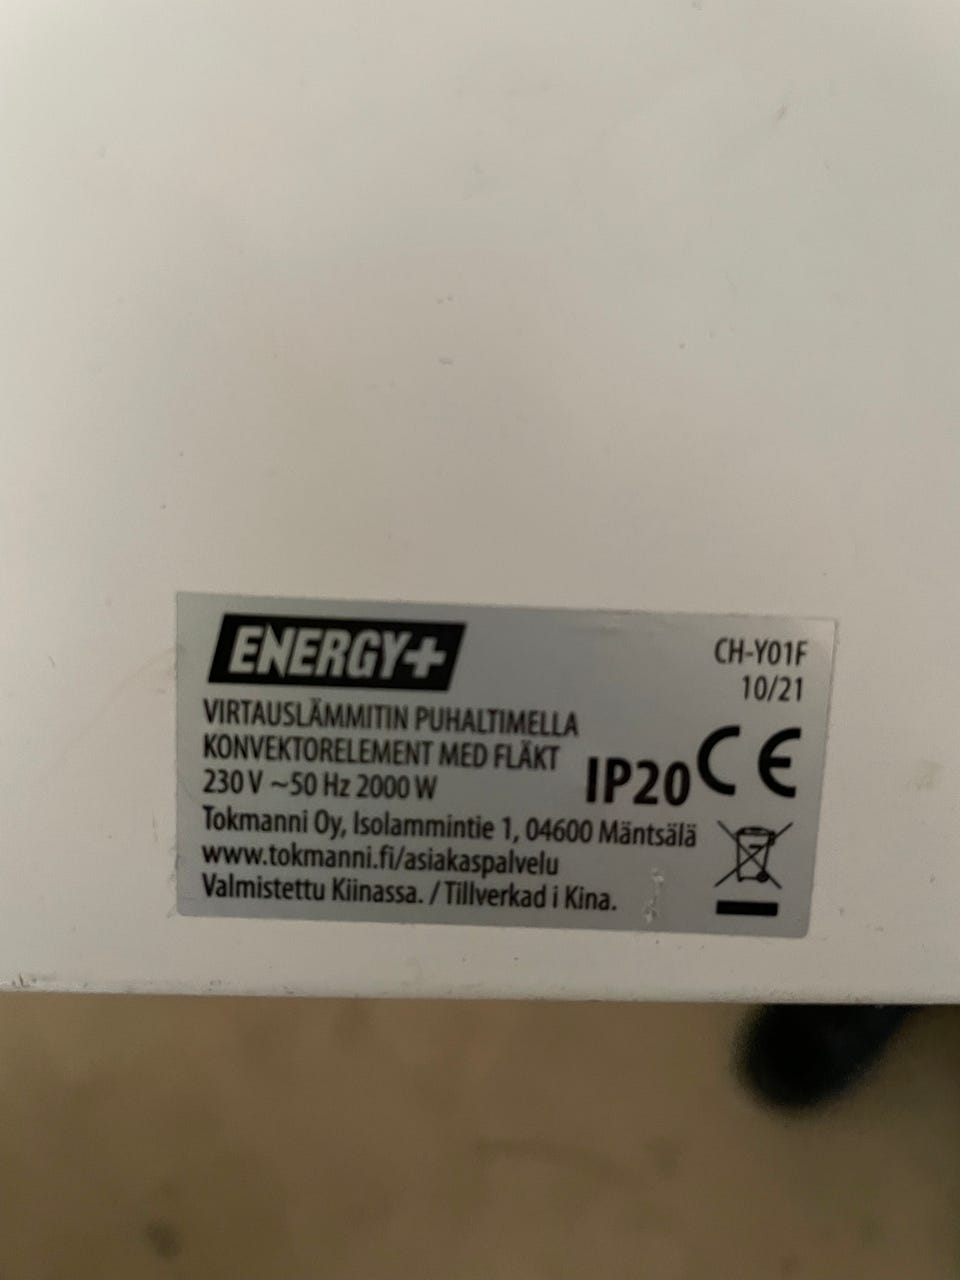 ENERGY+
CH-Y01F
10/21
VIRTAUSLÄMMITIN PUHALTIMELLA
KONVEKTORELEMENT MED FLÄKT
230 V ~50 Hz 2000 W
IP20 CE
Tokmanni Oy, Isolammintie 1, 04600 Mäntsälä
www.tokmanni.fi/asiakaspalvelu
Valmistettu Kiinassa. / Tillverkad i Kina.